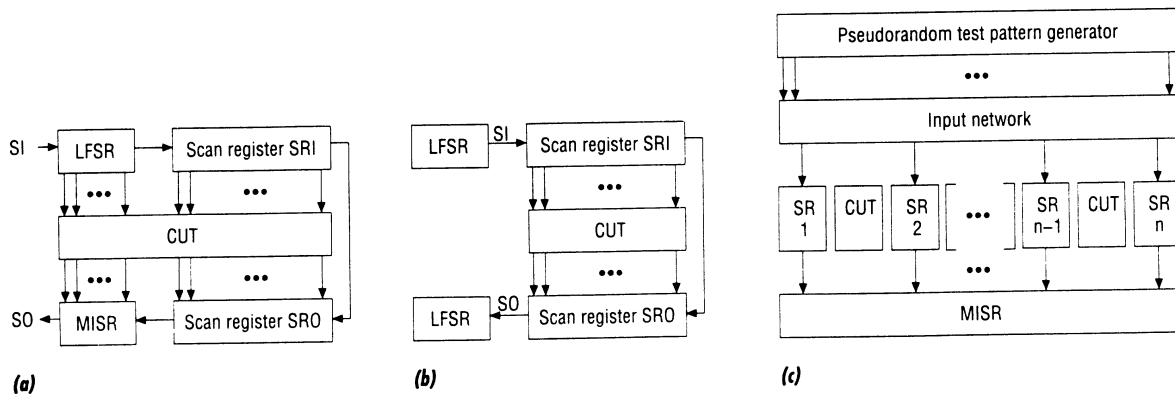 SI
LFSR
Scan register SRI
•••
•••
CUT
•••
•••
SO
MISR
Scan register SRO
(a)
LFSR
SI
Scan register SRI
•••
CUT
•••
LFSR
SO
Scan register SRO
(b)
Pseudorandom test pattern generator
•••
Input network
SR
1
CUT
SR
2
•••
SR
n–1
CUT
SR
n
•••
MISR
(c)